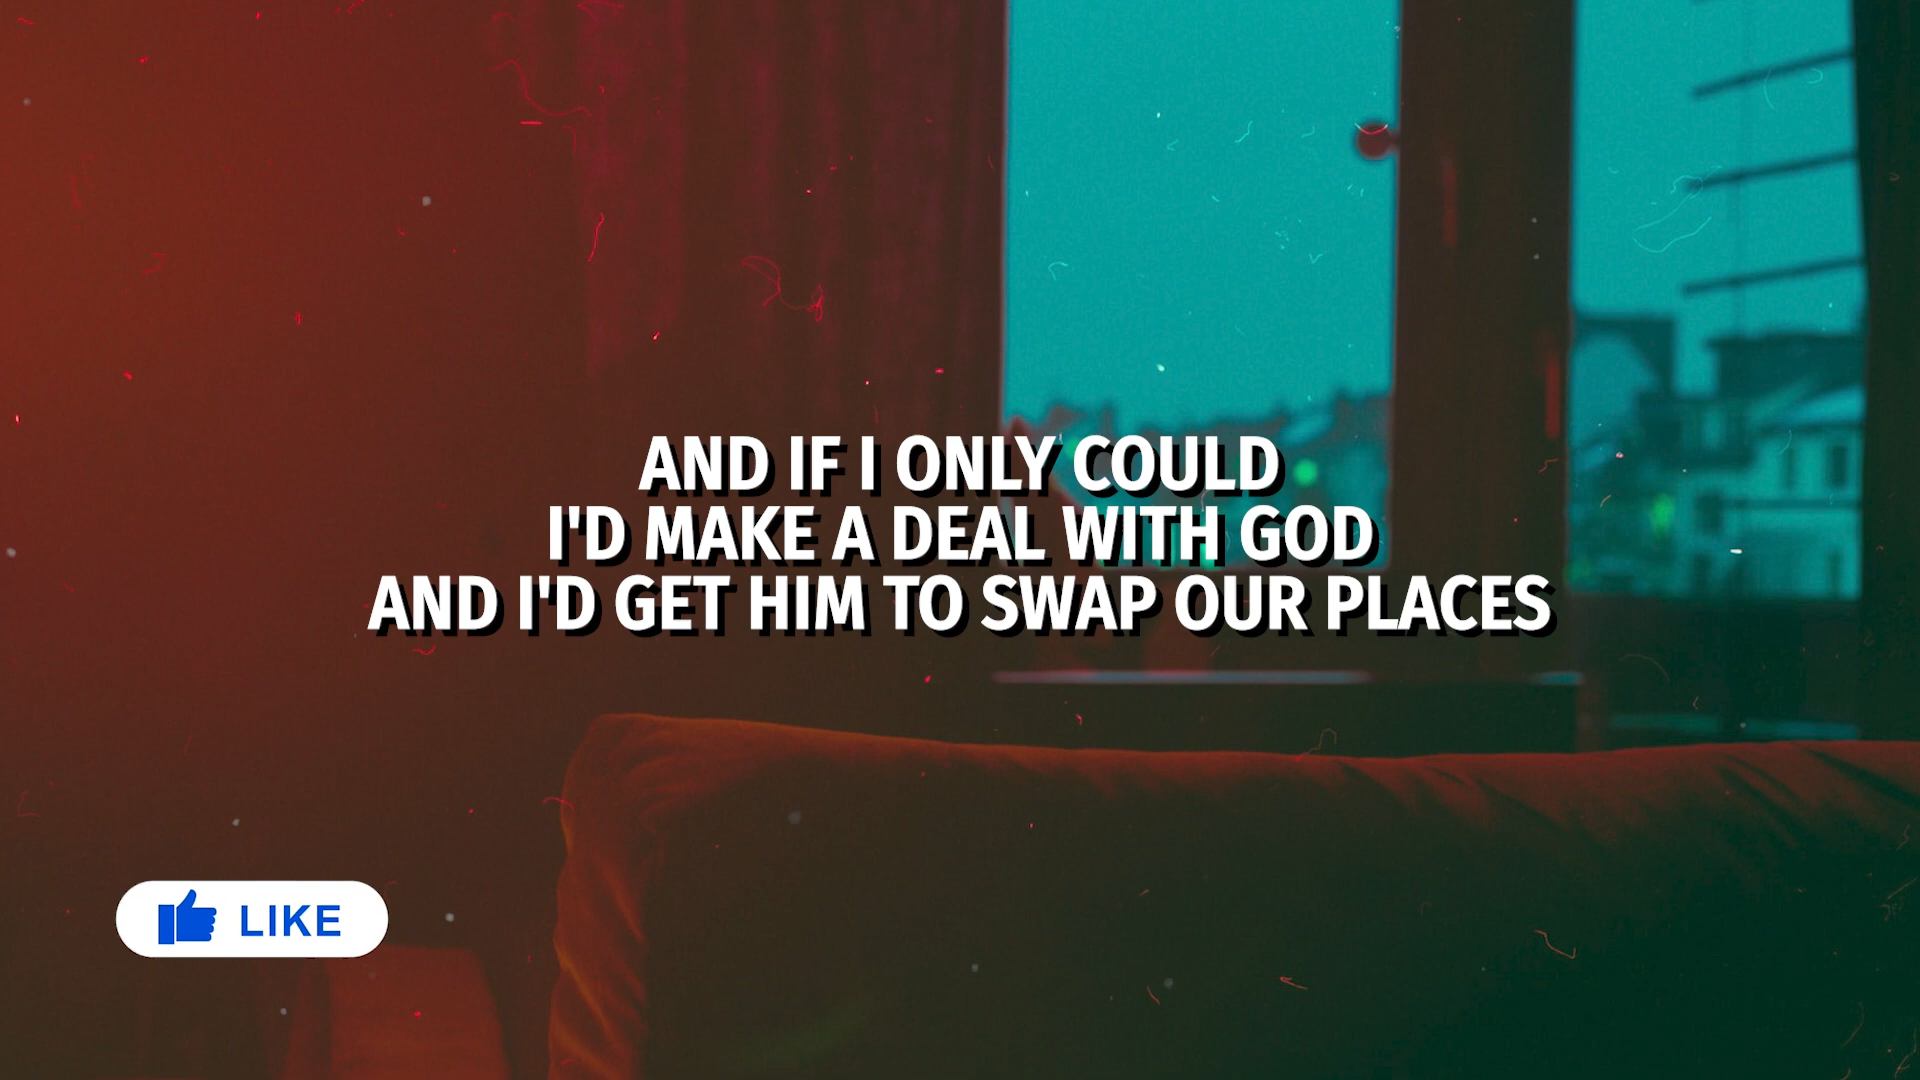 AND IF I ONLY COULD
I'D MAKE A DEAL WITH GOD
AND I'D GET HIM TO SWAP OUR PLACES
LIKE